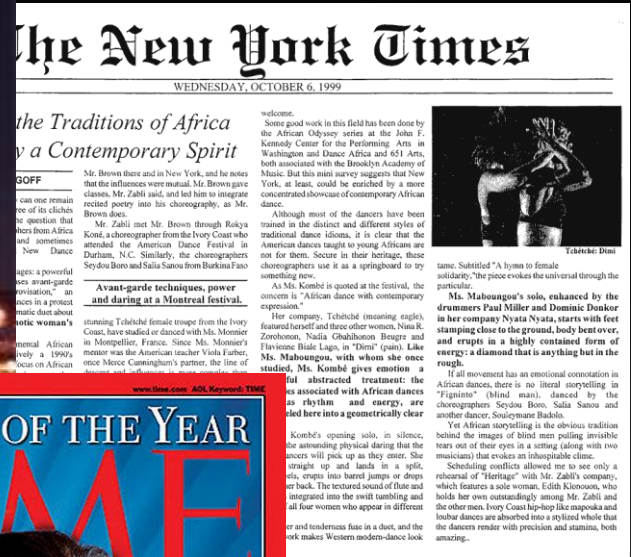 The New York Times
WEDNESDAY, OCTOBER 6, 1999
the Traditions of Africa
y a Contemporary Spirit
GOFF
can one remain
ree of its clichés
he question that
hers from Africa
and sometimes
New Dance
ages: a powerful
ses avant-garde
rovisation," an
nces in a protest
matic duet about
notic woman's
mental African
ively a 1990's
focus on African
Mr. Brown there and in New York, and he notes
that the influences were mutual. Mr. Brown gave
classes, Mr. Zabli said, and led him to integrate
recited poetry into his choreography, as Mr.
Brown does.
Mr. Zabli met Mr. Brown through Rokya
Koné, a choreographer from the Ivory Coast who
attended the American Dance Festival in
Durham, N.C. Similarly, the choreographers
Seydou Boro and Salia Sanou from Burkina Faso
Avant-garde techniques, power
and daring at a Montreal festival.
stunning Tchétché female troupe from the Ivory
Coast, have studied or danced with Ms. Monnier
in Montpellier, France. Since Ms. Monnier's
mentor was the American teacher Viola Farber,
once Merce Cunningham's partner, the line of
descent and influences is more complex than
welcome.
Some good work in this field has been done by
the African Odyssey series at the John F.
Kennedy Center for the Performing Arts in
Washington and Dance Africa and 651 Arts,
both associated with the Brooklyn Academy of
Music. But this mini survey suggests that New
York, at least, could be enriched by a more
concentrated showcase of contemporary African
dance.
Although most of the dancers have been
trained in the distinct and different styles of
traditional dance idioms, it is clear that the
American dances taught to young Africans are
not for them. Secure in their heritage, these
choreographers use it as a springboard to try
something new.
As Ms. Kombé is quoted at the festival, the
concern is "African dance with contemporary
expression."
Her company, Tchétché (meaning eagle),
featured herself and three other women, Nina R.
Zorohonon, Nadia Gbahihonon Beugre and
Flavienne Biale Lago, in "Dimi" (pain). Like
Ms. Mabougou, with whom she once
studied, Ms. Kombé gives emotion a
ful abstracted treatment: the
es associated with African dances
as rhythm and energy, are
eled here into a geometrically clear
Kombé's opening solo, in silence,
the astounding physical daring that the
ancers will pick up as they enter. She
straight up and lands in a split,
els, erupts into barrel jumps or drops
er back. The textured sound of flute and
integrated into the swift tumbling and
all four women who appear in different
er and tenderness fuse in a duet, and the
ork makes Western modern-dance look
Tchétché: Dimi
tame. Subtitled "A hymn to female
solidarity,"the piece evokes the universal through the
particular.
Ms. Maboungou's solo, enhanced by the
drummers Paul Miller and Dominic Donkor
in her company Nyata Nyata, starts with feet
stamping close to the ground, body bent over,
and erupts in a highly contained form of
energy: a diamond that is anything but in the
rough.
If all movement has an emotional connotation in
African dances, there is no literal storytelling in
"Figninto" (blind man), danced by the
choreographers Seydou Boro, Salia Sanou and
another dancer, Souleymane Badolo.
Yet African storytelling is the obvious tradition
behind the images of blind men pulling invisible
tears out of their eyes in a setting (along with two
musicians) that evokes an inhospitable clime.
Scheduling conflicts allowed me to see only a
rehearsal of "Heritage" with Mr. Zabli's company,
which features a sole woman, Edith Klonouon, who
holds her own outstandingly among Mr. Zabli and
the other men. Ivory Coast hip-hop like mapouka and
loubar dances are absorbed into a stylized whole that
the dancers render with precision and stamina, both
amazing..
www.time.com AOL Keyword: TIME
OF THE YEAR
ME